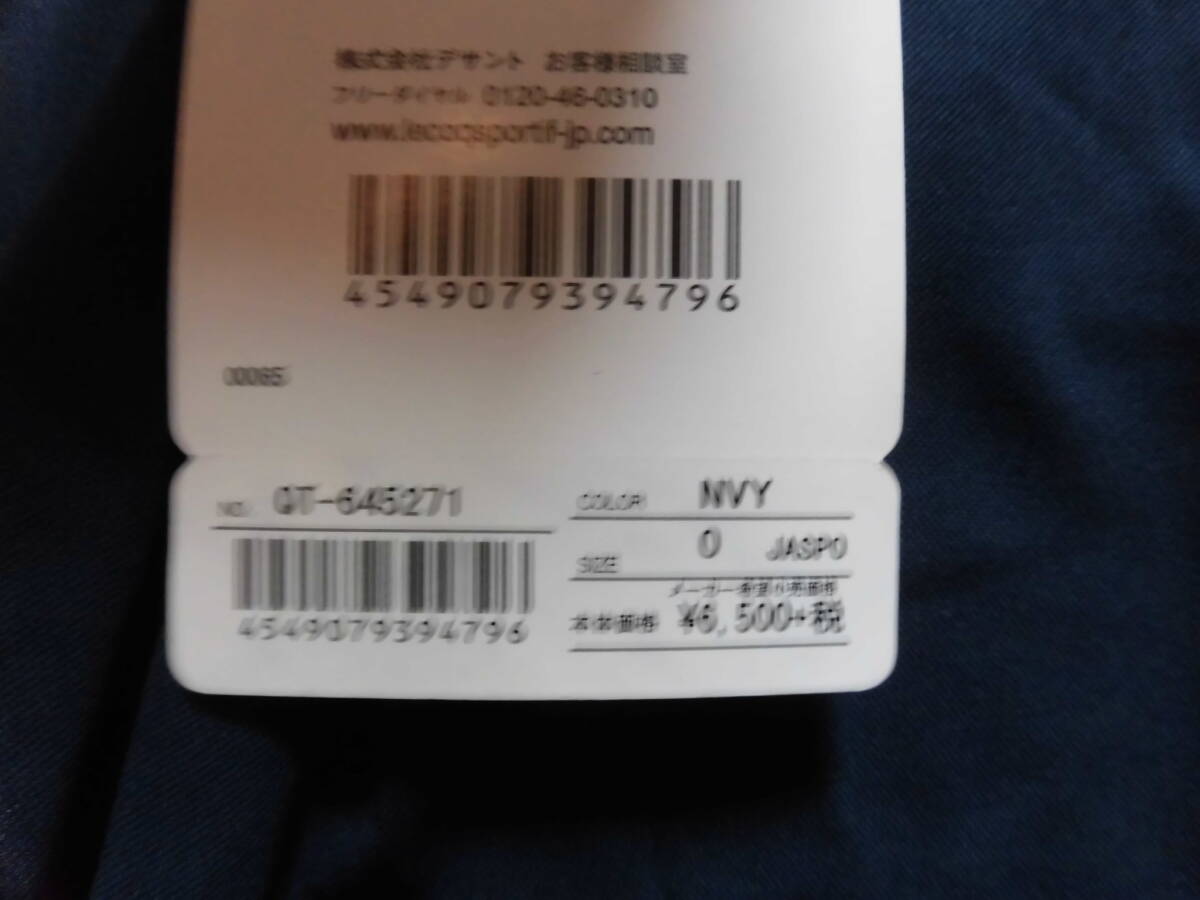 株式会社デサント お客様相談室
フリーダイヤル 0120-46-0310
www.lecoqsportif-jp.com
4549079394796
00065
NO. QT-645271
4549079394796
COLOR NVY
SIZE 0 JASPO
メーカー希望小売価格
本体価格 ¥6,500+税